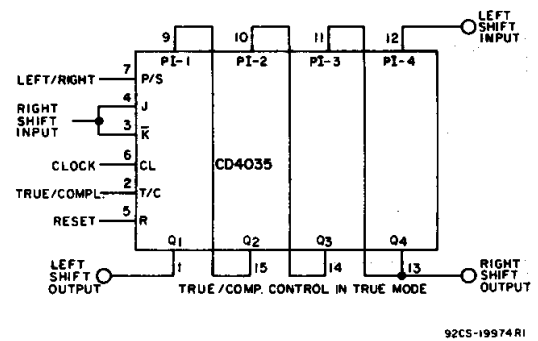 LEFT
SHIFT
INPUT
9
10
11
12
PI-1
PI-2
PI-3
PI-4
LEFT/RIGHT
7
P/S
RIGHT
SHIFT
INPUT
4
J
3
K̅
CLOCK
6
CL
CD4035
TRUE/COMPL.
2
T/C
RESET
5
R
Q1
Q2
Q3
Q4
LEFT
SHIFT
OUTPUT
1
15
14
13
RIGHT
SHIFT
OUTPUT
TRUE/COMP. CONTROL IN TRUE MODE
92CS-19974R1